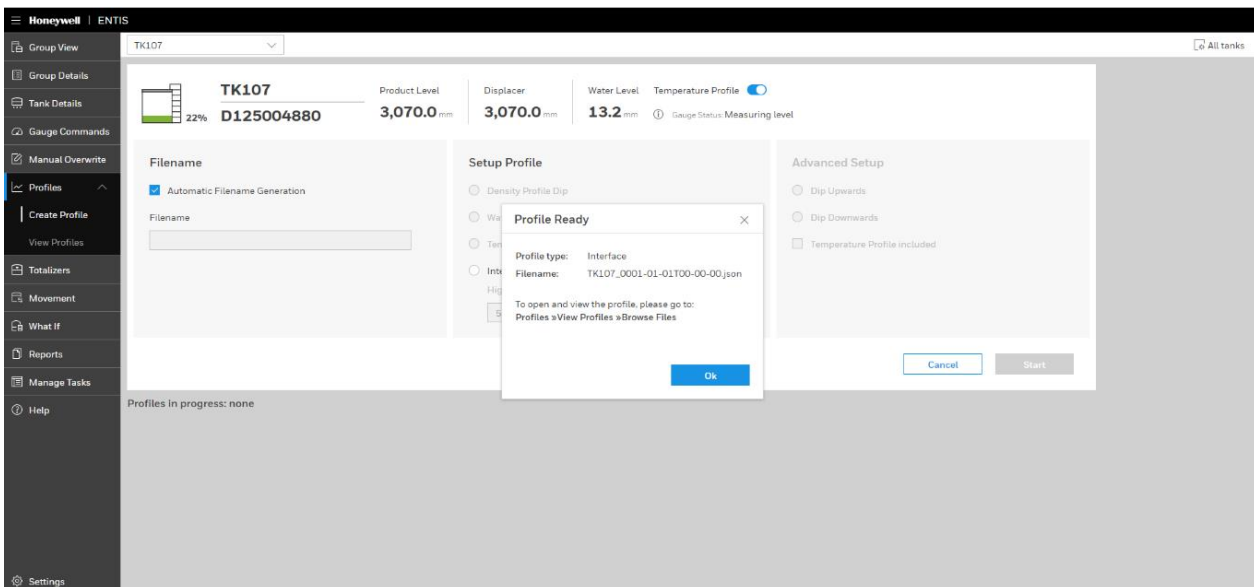 Honeywell | ENTIS
Group View
Group Details
Tank Details
Gauge Commands
Manual Overwrite
Profiles
Create Profile
View Profiles
Totalizers
Movement
What If
Reports
Manage Tasks
Help
Settings
TK107
All tanks
22%
TK107
D125004880
Product Level
3,070.0 mm
Displacer
3,070.0 mm
Water Level
13.2 mm
Temperature Profile
Gauge Status: Measuring level
Filename
Automatic Filename Generation
Filename
Setup Profile
Density Profile Dip
Wa
Ten
Inte
Hig
5
Advanced Setup
Dip Upwards
Dip Downwards
Temperature Profile included
Profile Ready
Profile type: Interface
Filename: TK107_0001-01-01T00-00-00.json
To open and view the profile, please go to:
Profiles »View Profiles »Browse Files
Ok
Cancel
Start
Profiles in progress: none